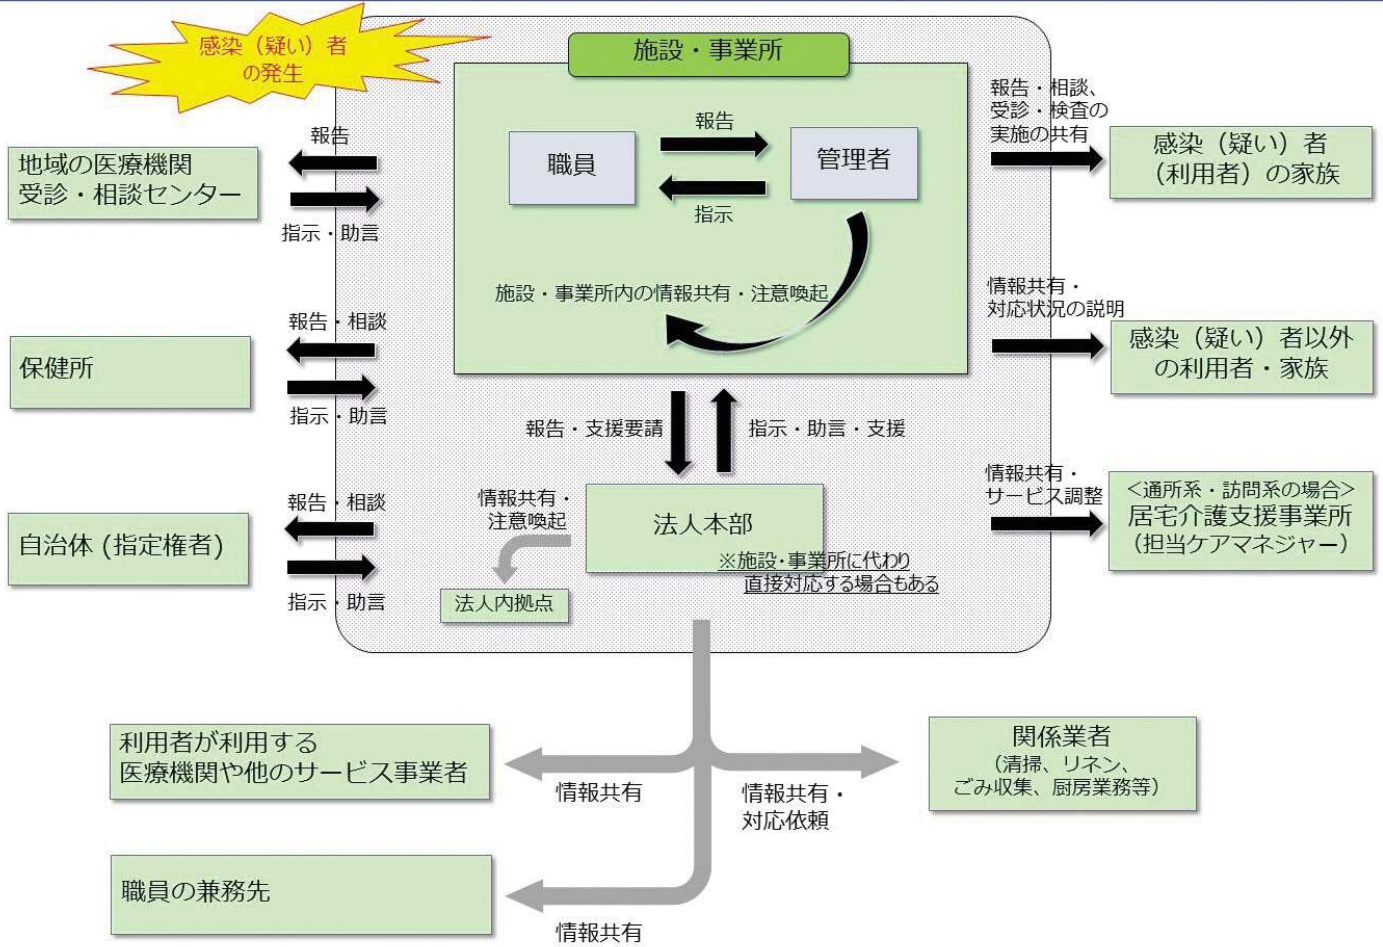 感染（疑い）者
の発生
施設・事業所
職員
報告
管理者
指示
施設・事業所内の情報共有・注意喚起
報告
地域の医療機関
受診・相談センター
指示・助言
報告・相談
保健所
指示・助言
報告・相談
自治体 (指定権者)
指示・助言
報告・相談、
受診・検査の
実施の共有
感染（疑い）者
（利用者）の家族
情報共有・
対応状況の説明
感染（疑い）者以外
の利用者・家族
情報共有・
サービス調整
＜通所系・訪問系の場合＞
居宅介護支援事業所
（担当ケアマネジャー）
報告・支援要請
指示・助言・支援
情報共有・
注意喚起
法人本部
※施設・事業所に代わり
直接対応する場合もある
法人内拠点
利用者が利用する
医療機関や他のサービス事業者
情報共有
情報共有・
対応依頼
関係業者
（清掃、リネン、
ごみ収集、厨房業務等）
職員の兼務先
情報共有